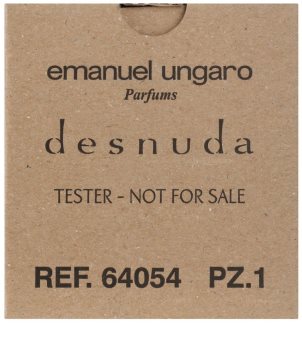 emanuel ungaro
Parfums
desnuda
TESTER - NOT FOR SALE
REF. 64054 PZ.1